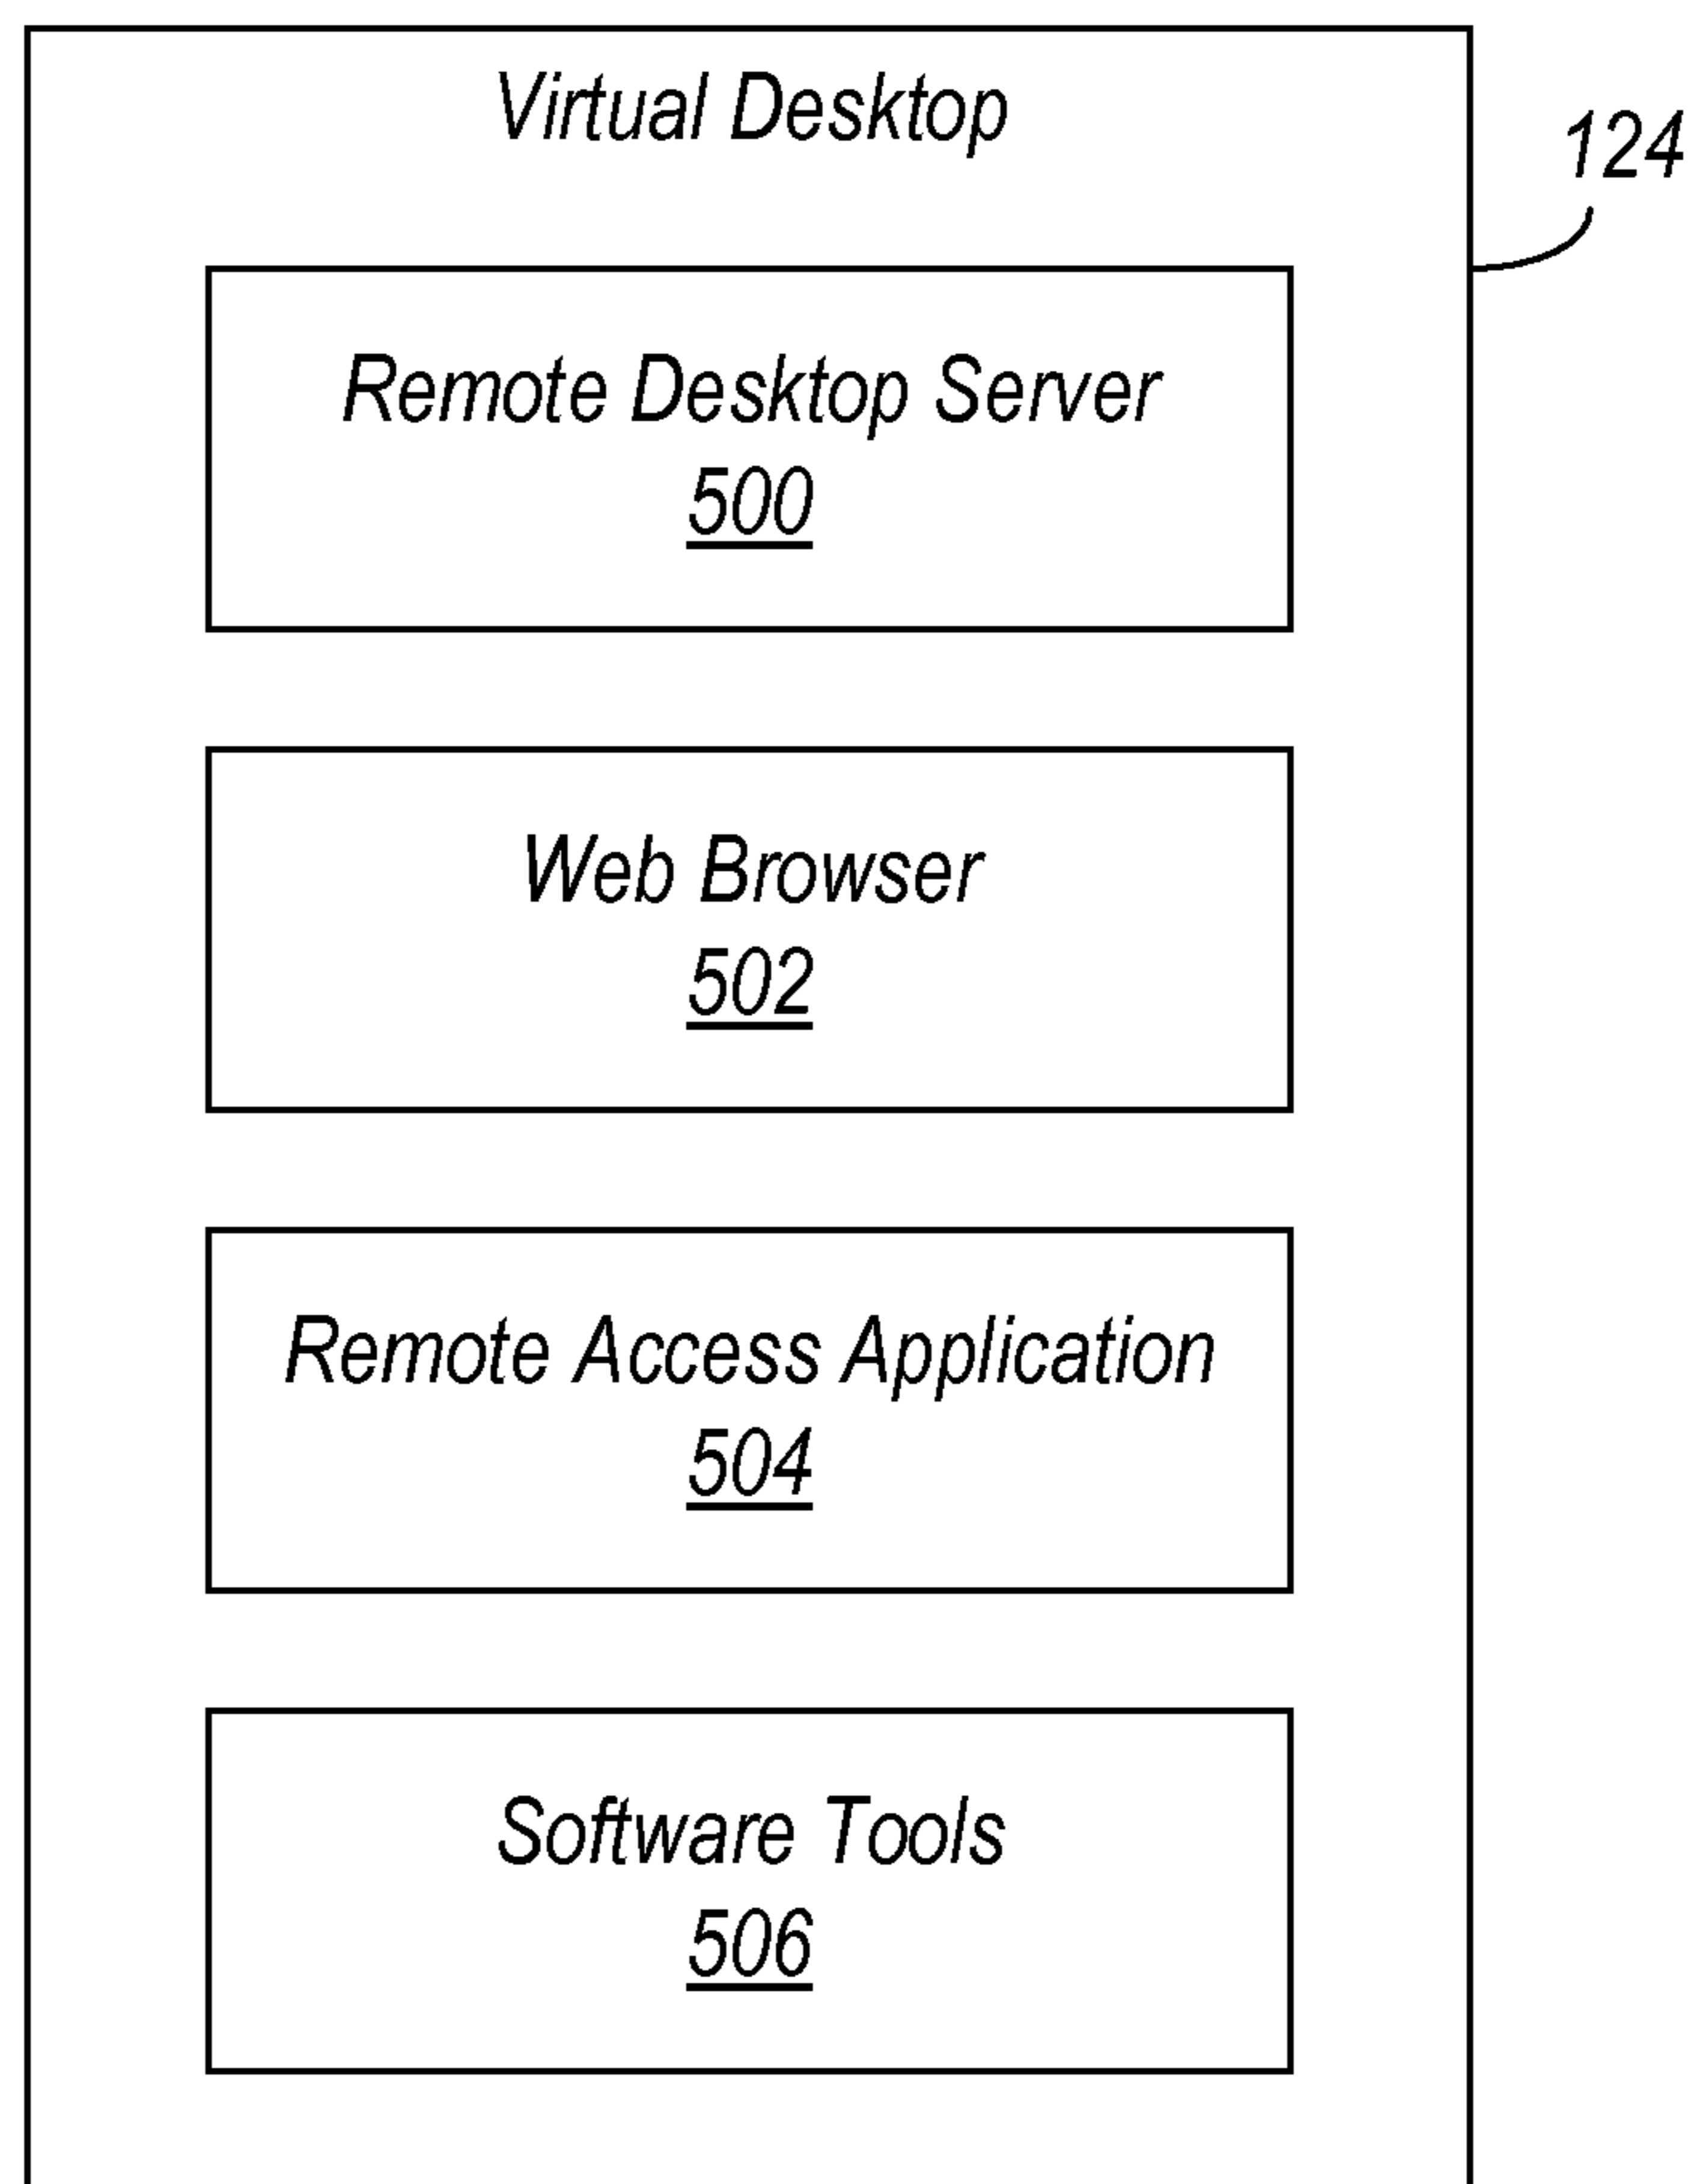 Virtual Desktop
124
Remote Desktop Server
500
Web Browser
502
Remote Access Application
504
Software Tools
506